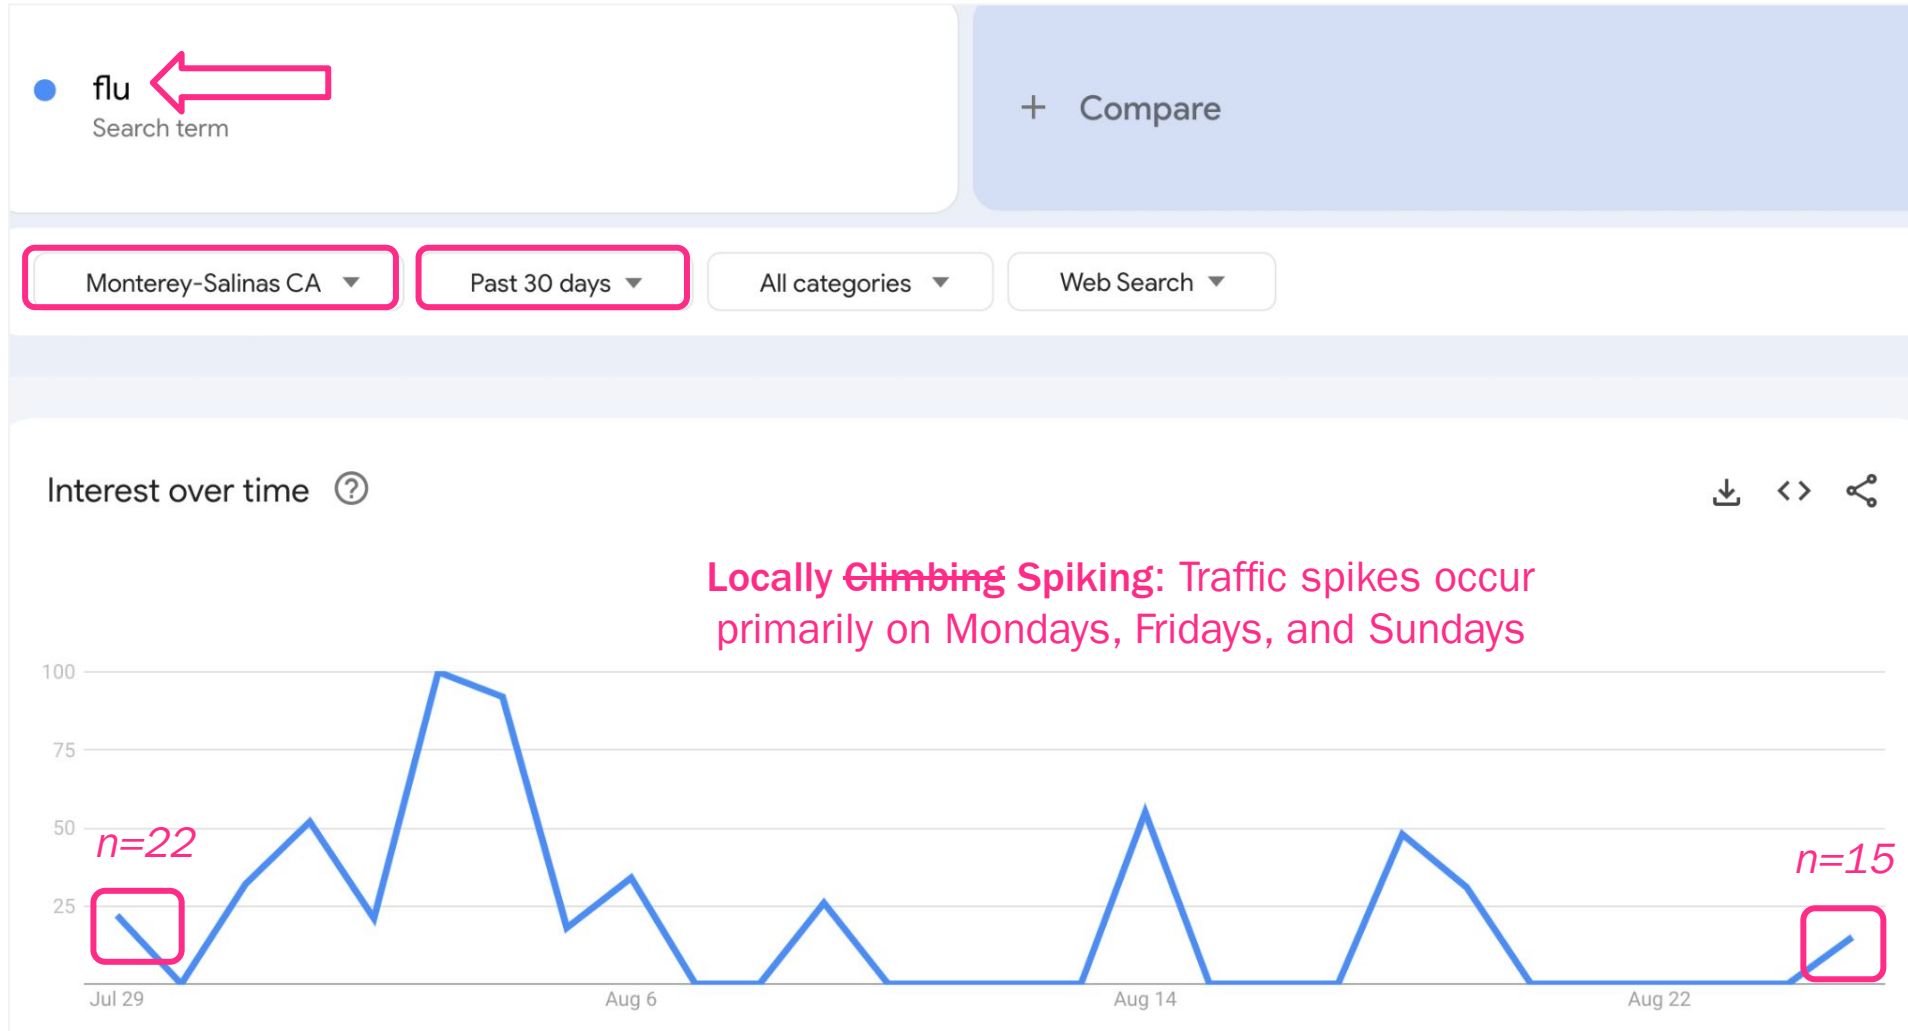 flu
Search term
+ Compare
Monterey-Salinas CA
Past 30 days
All categories
Web Search
Interest over time
Locally Climbing Spiking: Traffic spikes occur
primarily on Mondays, Fridays, and Sundays
100
75
50
25
n=22
n=15
Jul 29
Aug 6
Aug 14
Aug 22